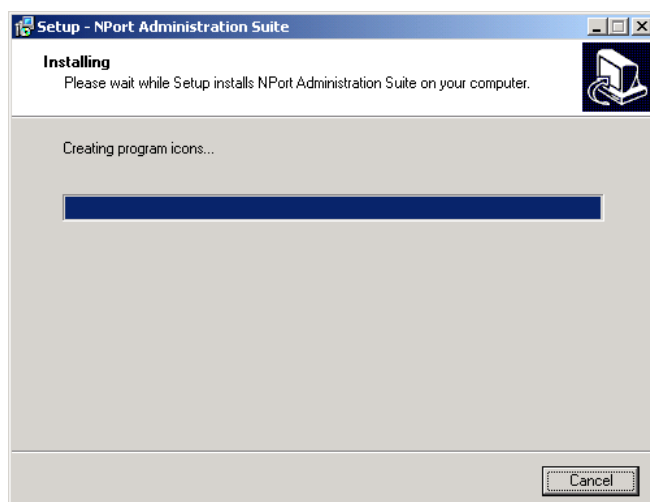 Setup - NPort Administration Suite
Installing
Please wait while Setup installs NPort Administration Suite on your computer.
Creating program icons...
Cancel